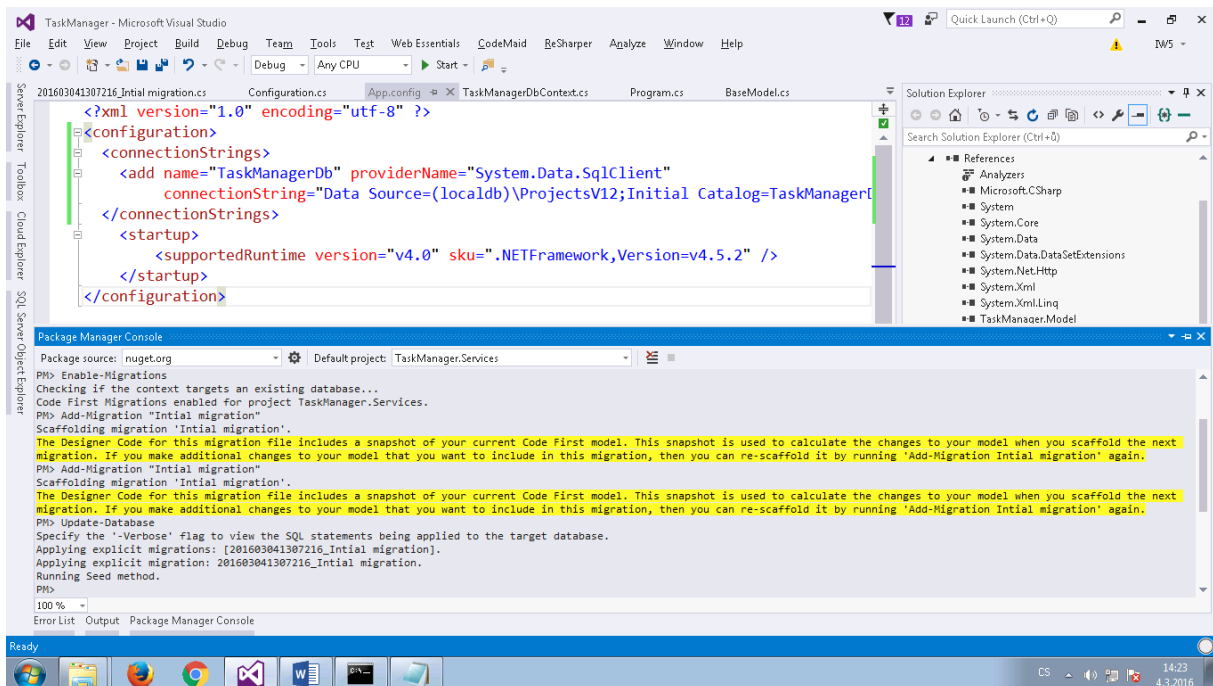 TaskManager - Microsoft Visual Studio
12
Quick Launch (Ctrl+Q)
File Edit View Project Build Debug Team Tools Test Web Essentials CodeMaid ReSharper Analyze Window Help
IW5
Debug Any CPU Start
Server Explorer
Toolbox
Cloud Explorer
SQL Server Object Explorer
201603041307216_Intial migration.cs Configuration.cs App.config TaskManagerDbContext.cs Program.cs BaseModel.cs
<?xml version="1.0" encoding="utf-8" ?>
<configuration>
<connectionStrings>
<add name="TaskManagerDb" providerName="System.Data.SqlClient"
connectionString="Data Source=(localdb)\ProjectsV12;Initial Catalog=TaskManagerD
</connectionStrings>
<startup>
<supportedRuntime version="v4.0" sku=".NETFramework,Version=v4.5.2" />
</startup>
</configuration>
Solution Explorer
Search Solution Explorer (Ctrl+ů)
References
Analyzers
Microsoft.CSharp
System
System.Core
System.Data
System.Data.DataSetExtensions
System.Net.Http
System.Xml
System.Xml.Linq
TaskManager.Model
Package Manager Console
Package source: nuget.org Default project: TaskManager.Services
PM> Enable-Migrations
Checking if the context targets an existing database...
Code First Migrations enabled for project TaskManager.Services.
PM> Add-Migration "Intial migration"
Scaffolding migration 'Intial migration'.
The Designer Code for this migration file includes a snapshot of your current Code First model. This snapshot is used to calculate the changes to your model when you scaffold the next
migration. If you make additional changes to your model that you want to include in this migration, then you can re-scaffold it by running 'Add-Migration Intial migration' again.
PM> Add-Migration "Intial migration"
Scaffolding migration 'Intial migration'.
The Designer Code for this migration file includes a snapshot of your current Code First model. This snapshot is used to calculate the changes to your model when you scaffold the next
migration. If you make additional changes to your model that you want to include in this migration, then you can re-scaffold it by running 'Add-Migration Intial migration' again.
PM> Update-Database
Specify the '-Verbose' flag to view the SQL statements being applied to the target database.
Applying explicit migrations: [201603041307216_Intial migration].
Applying explicit migration: 201603041307216_Intial migration.
Running Seed method.
PM>
100 %
Error List Output Package Manager Console
Ready
CS
14:23
4.3.2016